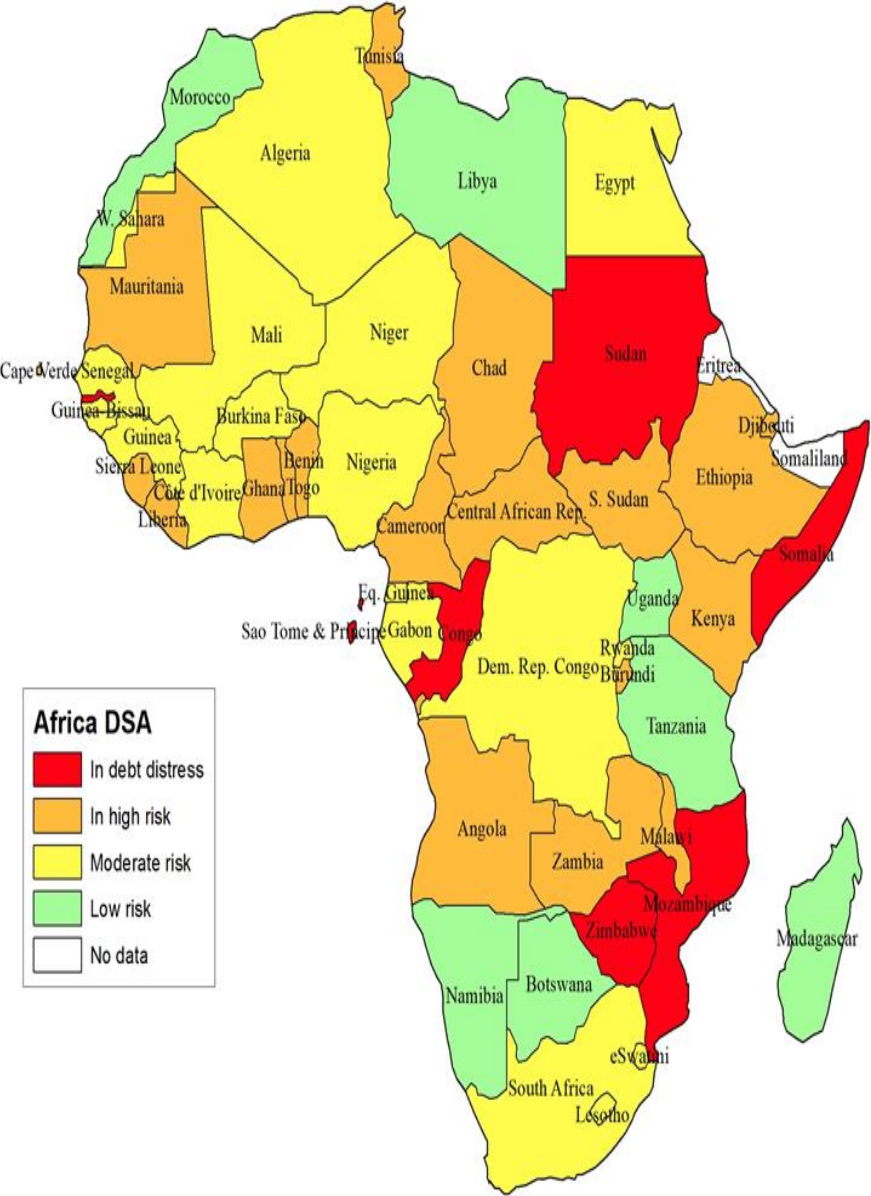 Tunisia
Morocco
Algeria
Libya
Egypt
W. Sahara
Mauritania
Mali
Niger
Chad
Sudan
Eritrea
Cape Verde
Senegal
Guinea-Bissau
Burkina Faso
Djibouti
Guinea
Benin
Nigeria
Somaliland
Sierra Leone
Ethiopia
Côte d'Ivoire
Ghana
Togo
S. Sudan
Liberia
Cameroon
Central African Rep.
Somalia
Eq. Guinea
Uganda
Kenya
Sao Tome & Principe
Gabon
Congo
Rwanda
Dem. Rep. Congo
Burundi
Tanzania
Africa DSA
In debt distress
In high risk
Moderate risk
Low risk
No data
Angola
Malawi
Zambia
Mozambique
Zimbabwe
Madagascar
Botswana
Namibia
eSwatini
South Africa
Lesotho